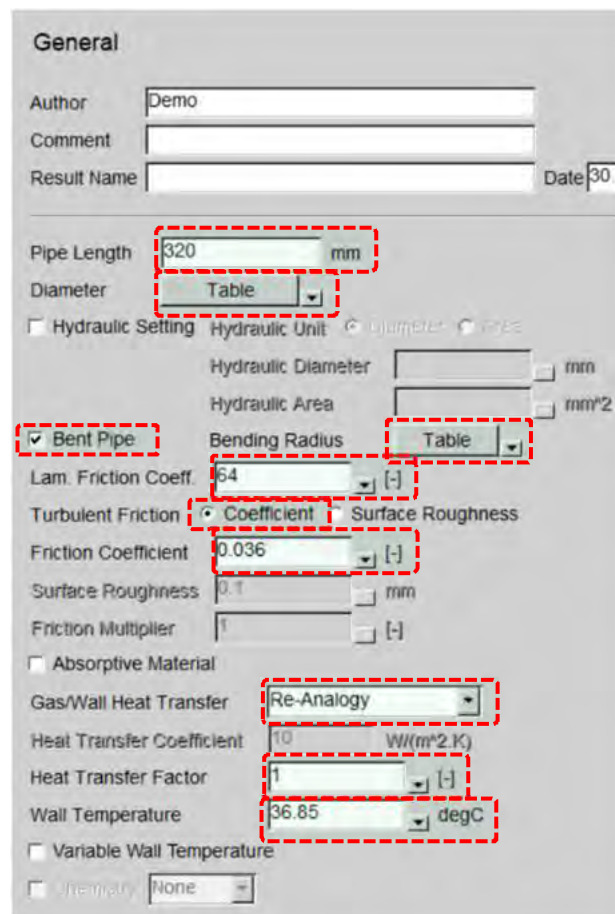 General
Author Demo
Comment
Result Name Date 30.
Pipe Length 320 mm
Diameter Table
Hydraulic Setting Hydraulic Unit Diameter Area
Hydraulic Diameter mm
Hydraulic Area mm^2
Bent Pipe Bending Radius Table
Lam. Friction Coeff. 64 [-]
Turbulent Friction Coefficient Surface Roughness
Friction Coefficient 0.036 [-]
Surface Roughness 0.1 mm
Friction Multiplier 1 [-]
Absorptive Material
Gas/Wall Heat Transfer Re-Analogy
Heat Transfer Coefficient 10 W/(m^2.K)
Heat Transfer Factor 1 [-]
Wall Temperature 36.85 degC
Variable Wall Temperature
Chemistry None